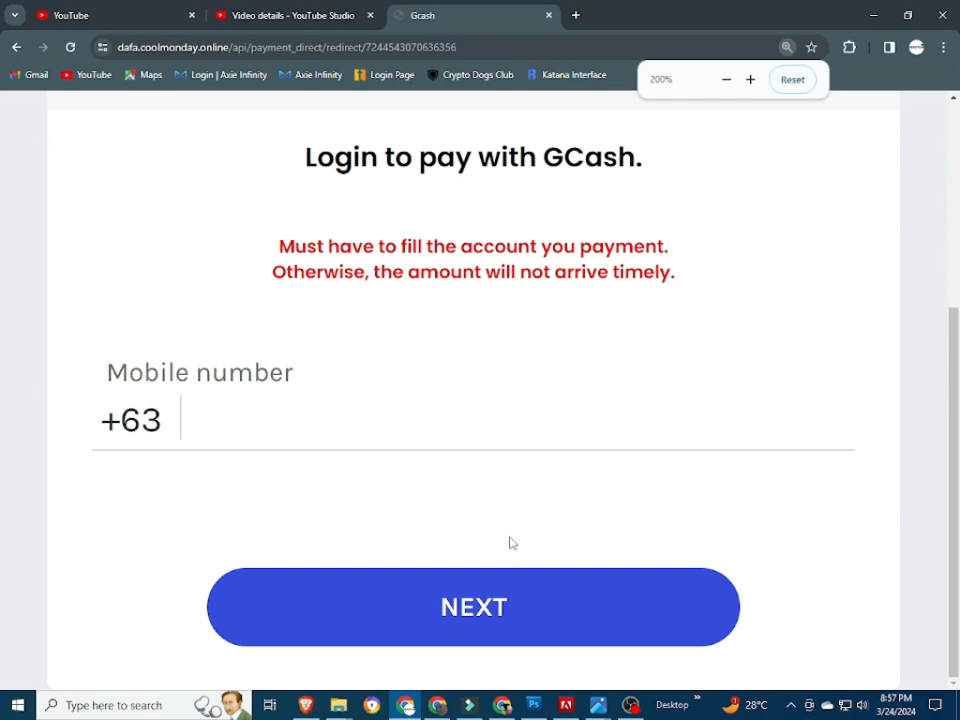 YouTube
Video details - YouTube Studio
Gcash
dafa.coolmonday.online/api/payment_direct/redirect/7244543070636356
Gmail
YouTube
Maps
Login | Axie Infinity
Axie Infinity
Login Page
Crypto Dogs Club
Katana Interface
200%
Reset
Login to pay with GCash.
Must have to fill the account you payment.
Otherwise, the amount will not arrive timely.
Mobile number
+63
NEXT
Type here to search
Desktop
28°C
8:57 PM
3/24/2024